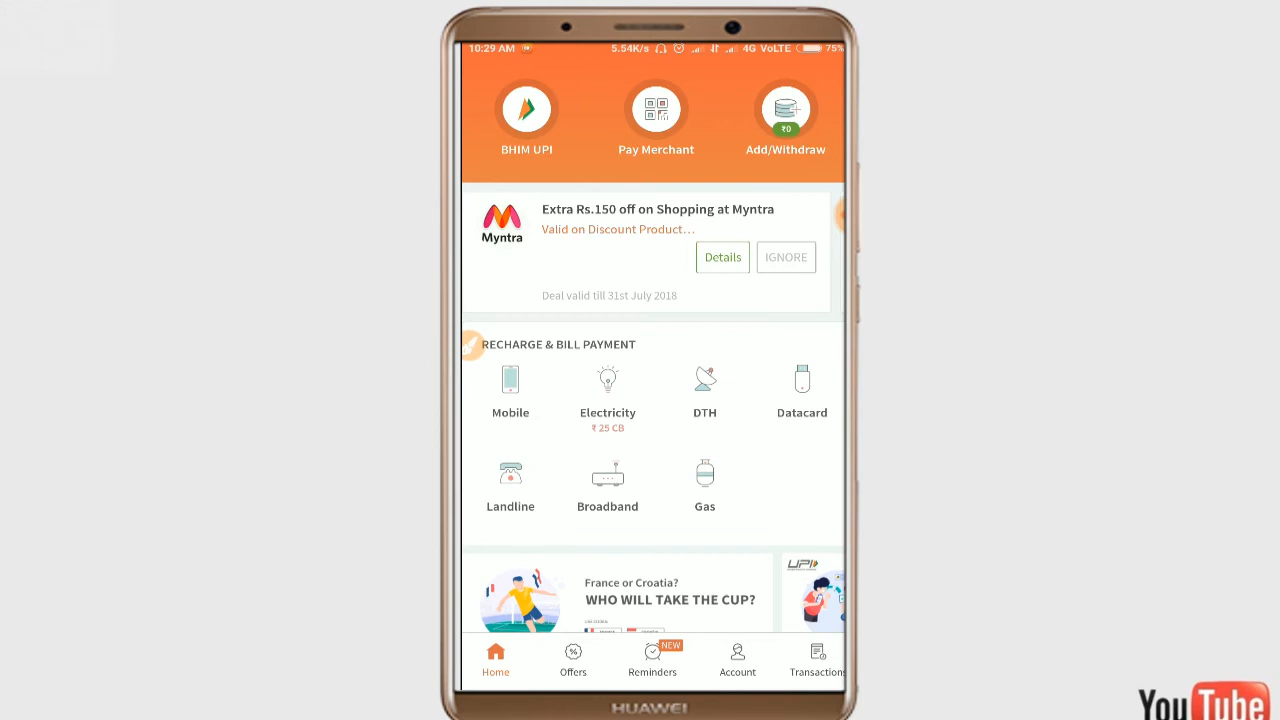 10:29 AM 5.54K/s 4G VoLTE 75%
₹0
BHIM UPI Pay Merchant Add/Withdraw
Extra Rs.150 off on Shopping at Myntra
Myntra
Valid on Discount Product...
Details IGNORE
Deal valid till 31st July 2018
RECHARGE & BILL PAYMENT
Mobile Electricity DTH Datacard
₹ 25 CB
Landline Broadband Gas
UPI
France or Croatia?
WHO WILL TAKE THE CUP?
NEW
Home Offers Reminders Account Transactions
HUAWEI
YouTube